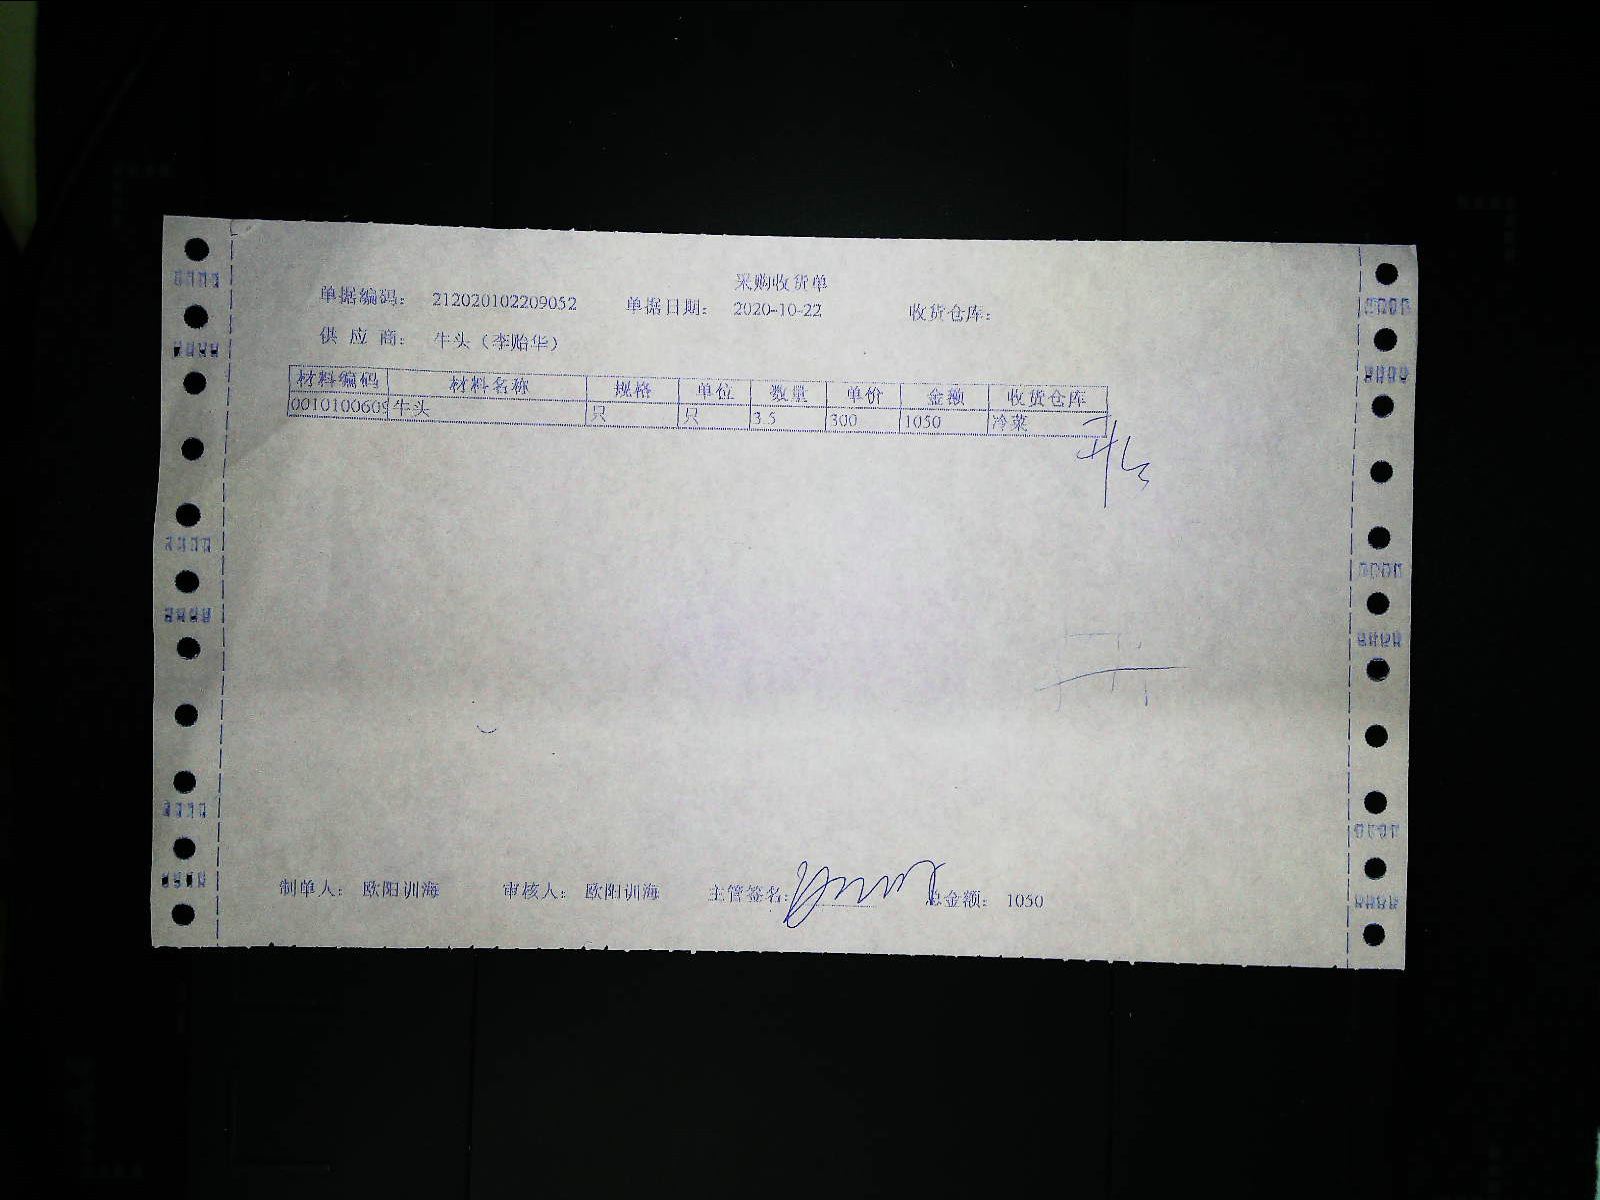 采购收货单
单据编码： 212020102209052 单据日期： 2020-10-22 收货仓库：
供 应 商： 牛头（李贻华）
材料编码 材料名称 规格 单位 数量 单价 金额 收货仓库
0010100609 牛头 只 只 3.5 300 1050 冷菜
制单人： 欧阳训海 审核人： 欧阳训海 主管签名： 总金额： 1050